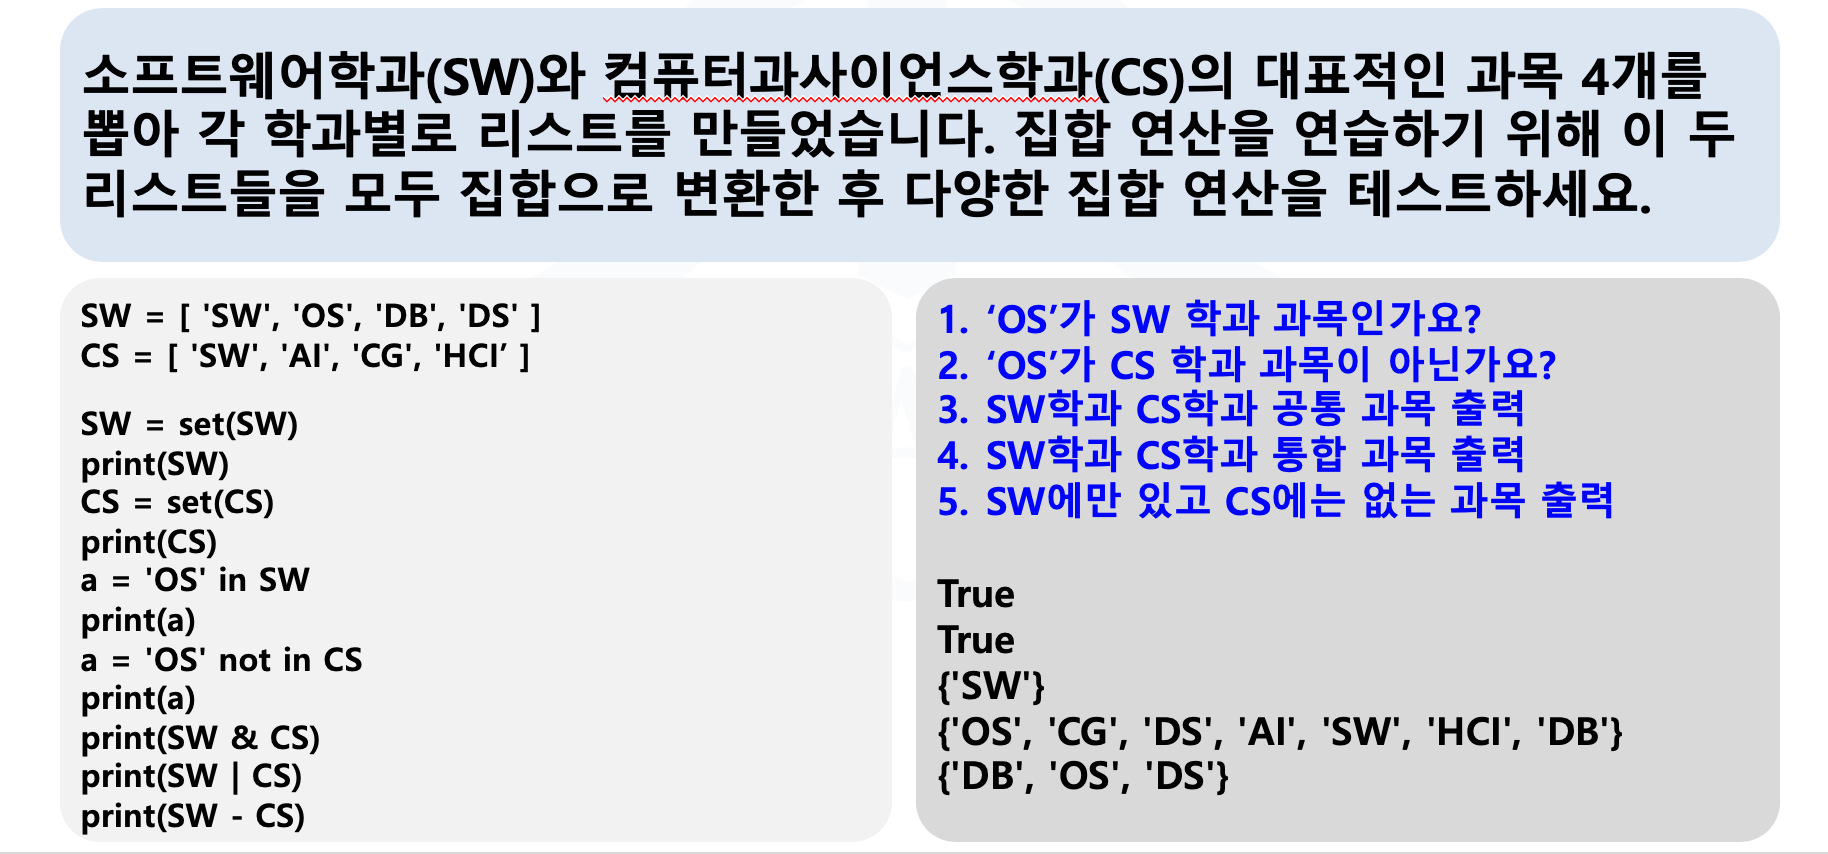 소프트웨어학과(SW)와 컴퓨터과사이언스학과(CS)의 대표적인 과목 4개를
뽑아 각 학과별로 리스트를 만들었습니다. 집합 연산을 연습하기 위해 이 두
리스트들을 모두 집합으로 변환한 후 다양한 집합 연산을 테스트하세요.
SW = [ 'SW', 'OS', 'DB', 'DS' ]
CS = [ 'SW', 'AI', 'CG', 'HCI’ ]
SW = set(SW)
print(SW)
CS = set(CS)
print(CS)
a = 'OS' in SW
print(a)
a = 'OS' not in CS
print(a)
print(SW & CS)
print(SW | CS)
print(SW - CS)
1. ‘OS’가 SW 학과 과목인가요?
2. ‘OS’가 CS 학과 과목이 아닌가요?
3. SW학과 CS학과 공통 과목 출력
4. SW학과 CS학과 통합 과목 출력
5. SW에만 있고 CS에는 없는 과목 출력
True
True
{'SW'}
{'OS', 'CG', 'DS', 'AI', 'SW', 'HCI', 'DB'}
{'DB', 'OS', 'DS'}